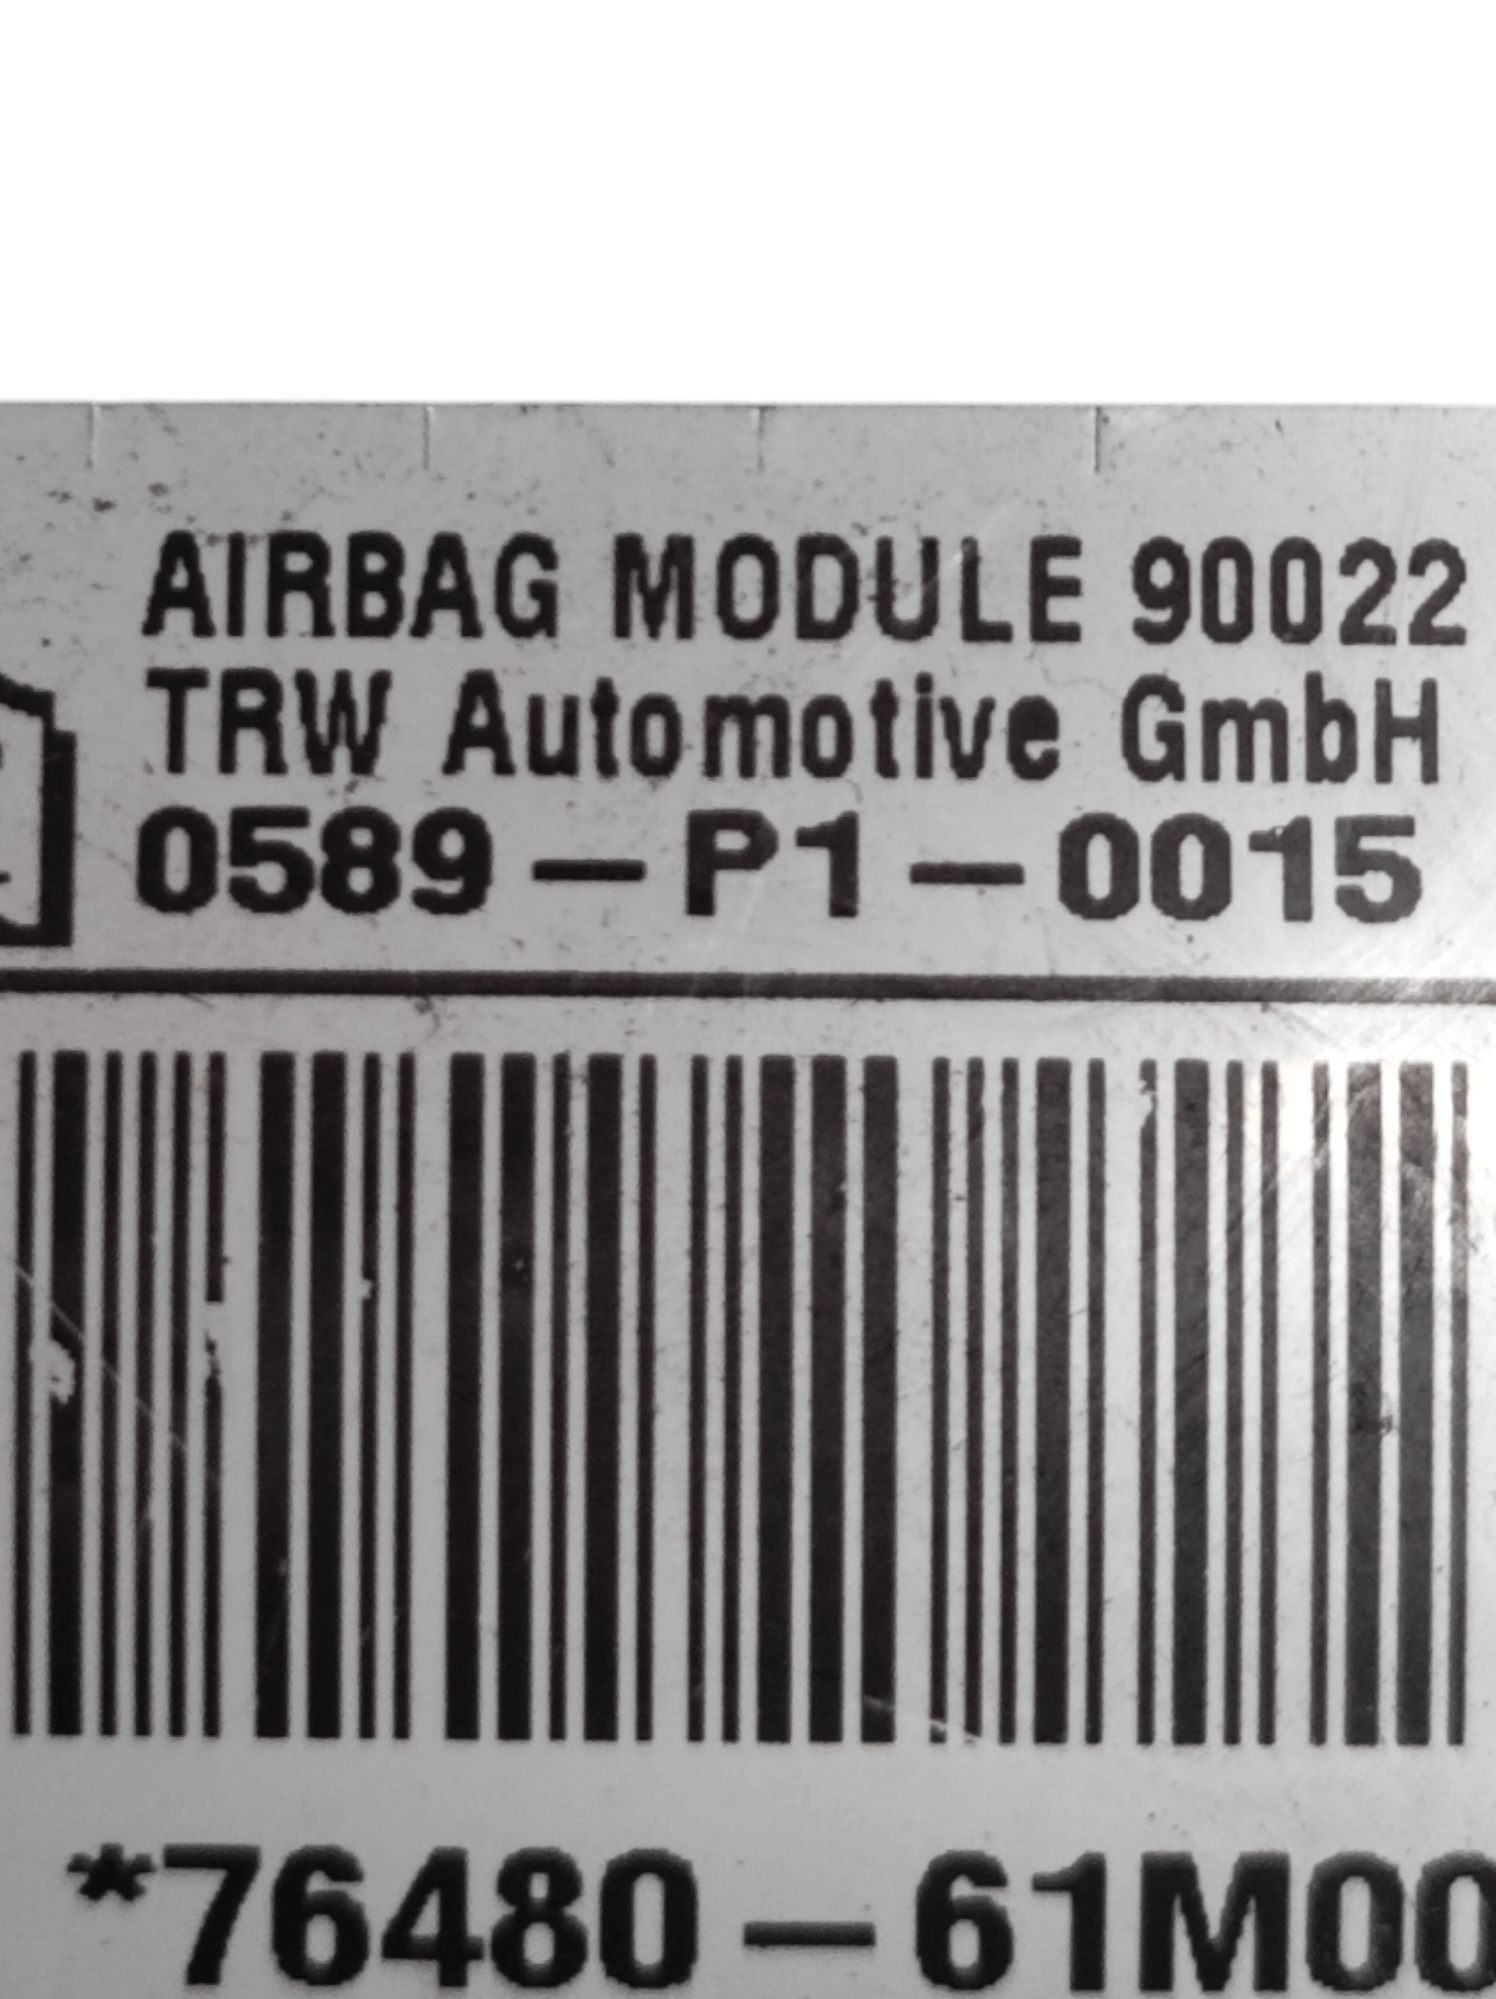 AIRBAG MODULE 90022
TRW Automotive GmbH
0589-P1-0015
*76480-61M00